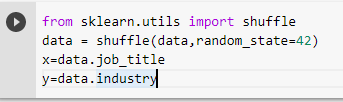 from sklearn.utils import shuffle
data = shuffle(data,random_state=42)
x=data.job_title
y=data.industry